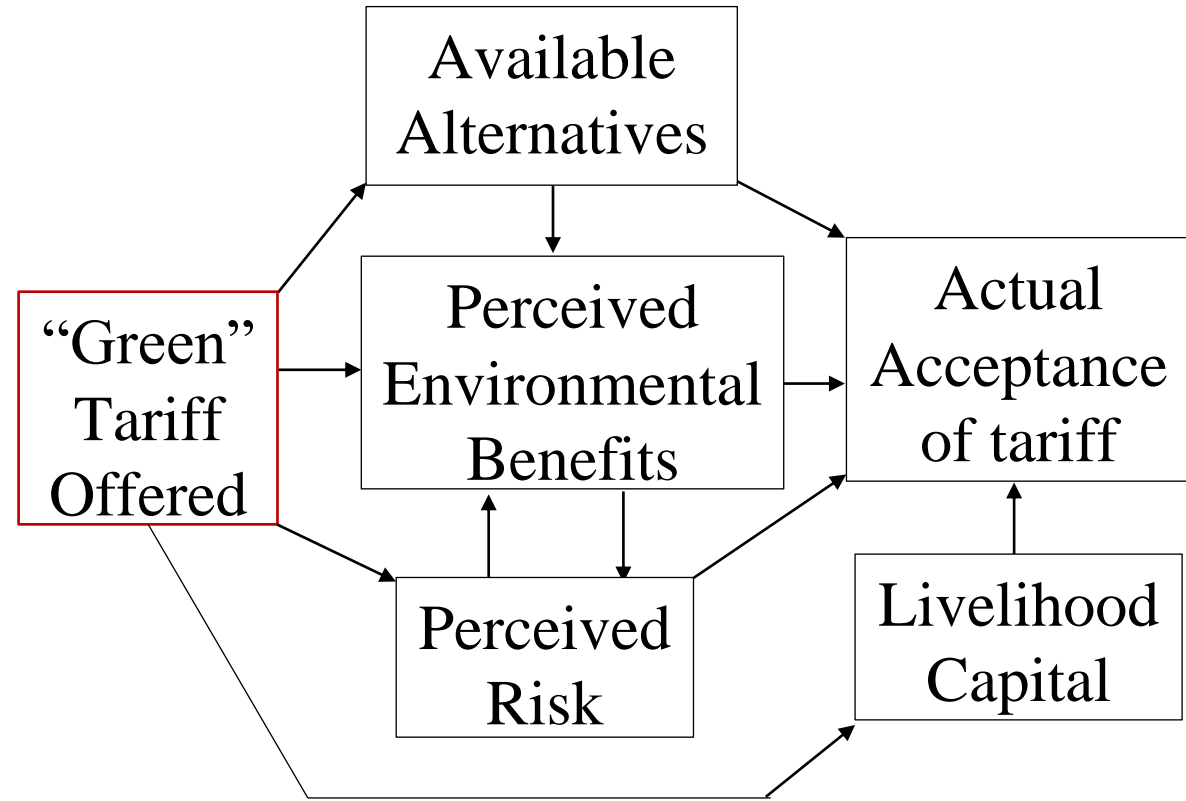 Available
Alternatives
“Green”
Tariff
Offered
Perceived
Environmental
Benefits
Actual
Acceptance
of tariff
Perceived
Risk
Livelihood
Capital